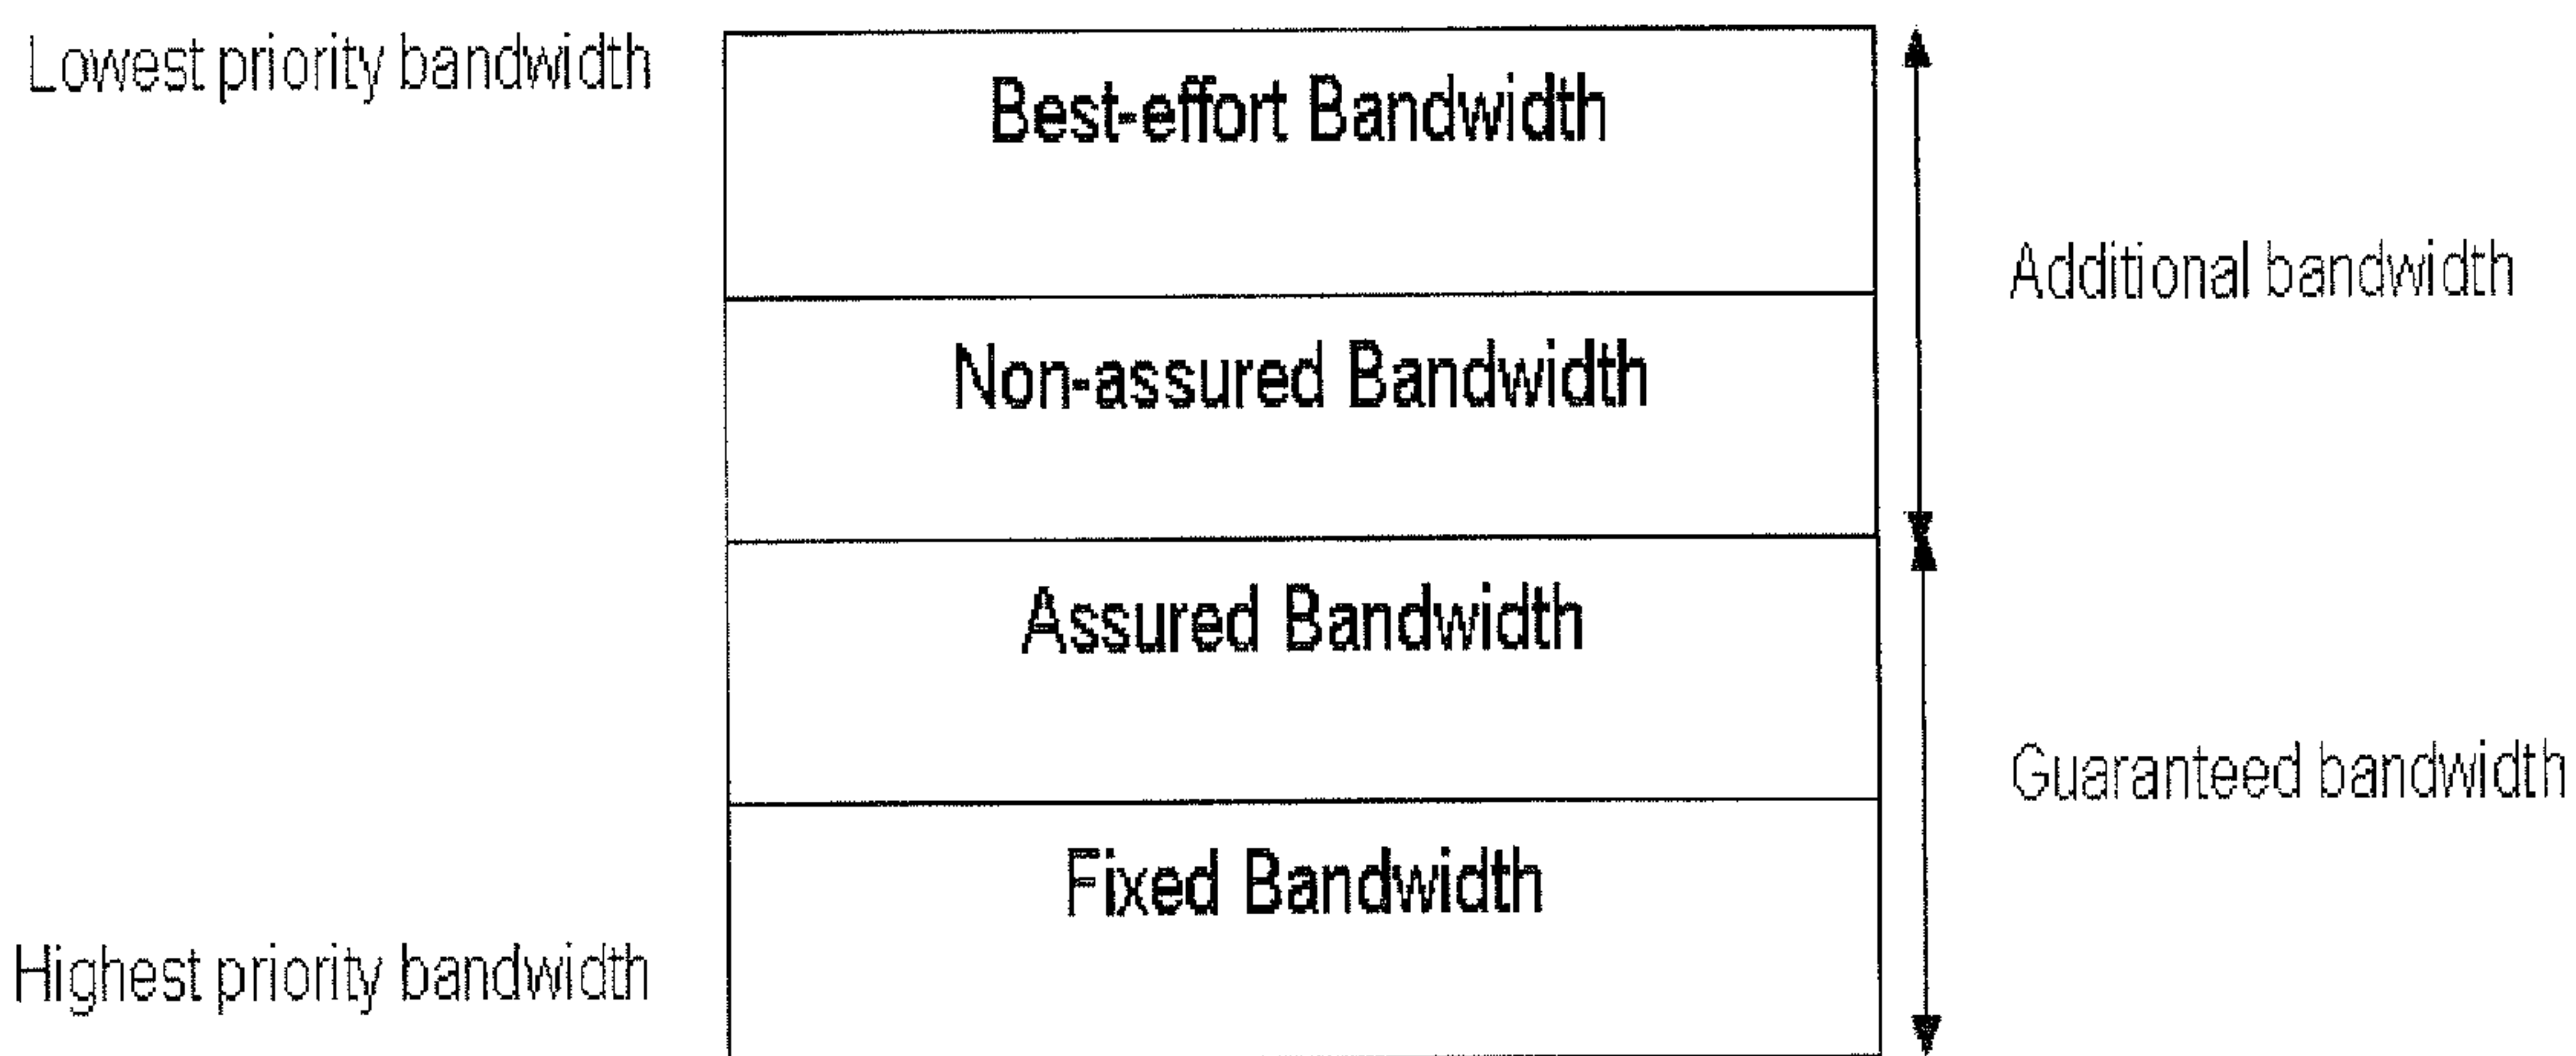 Lowest priority bandwidth
Best-effort Bandwidth
Additional bandwidth
Non-assured Bandwidth
Assured Bandwidth
Guaranteed bandwidth
Fixed Bandwidth
Highest priority bandwidth